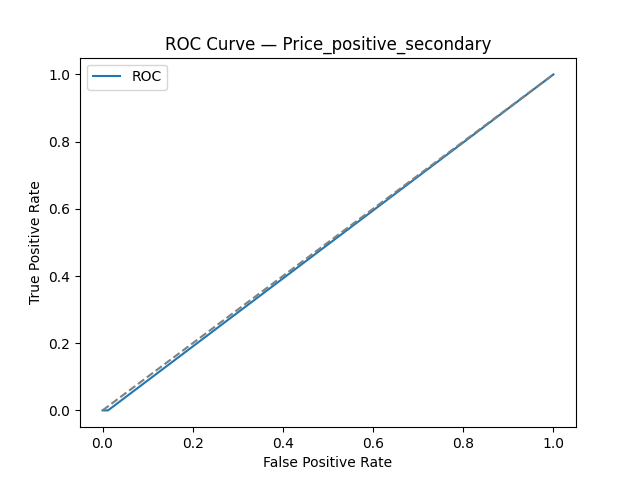 ROC Curve — Price_positive_secondary
ROC
True Positive Rate
1.0
0.8
0.6
0.4
0.2
0.0
0.0 0.2 0.4 0.6 0.8 1.0
False Positive Rate